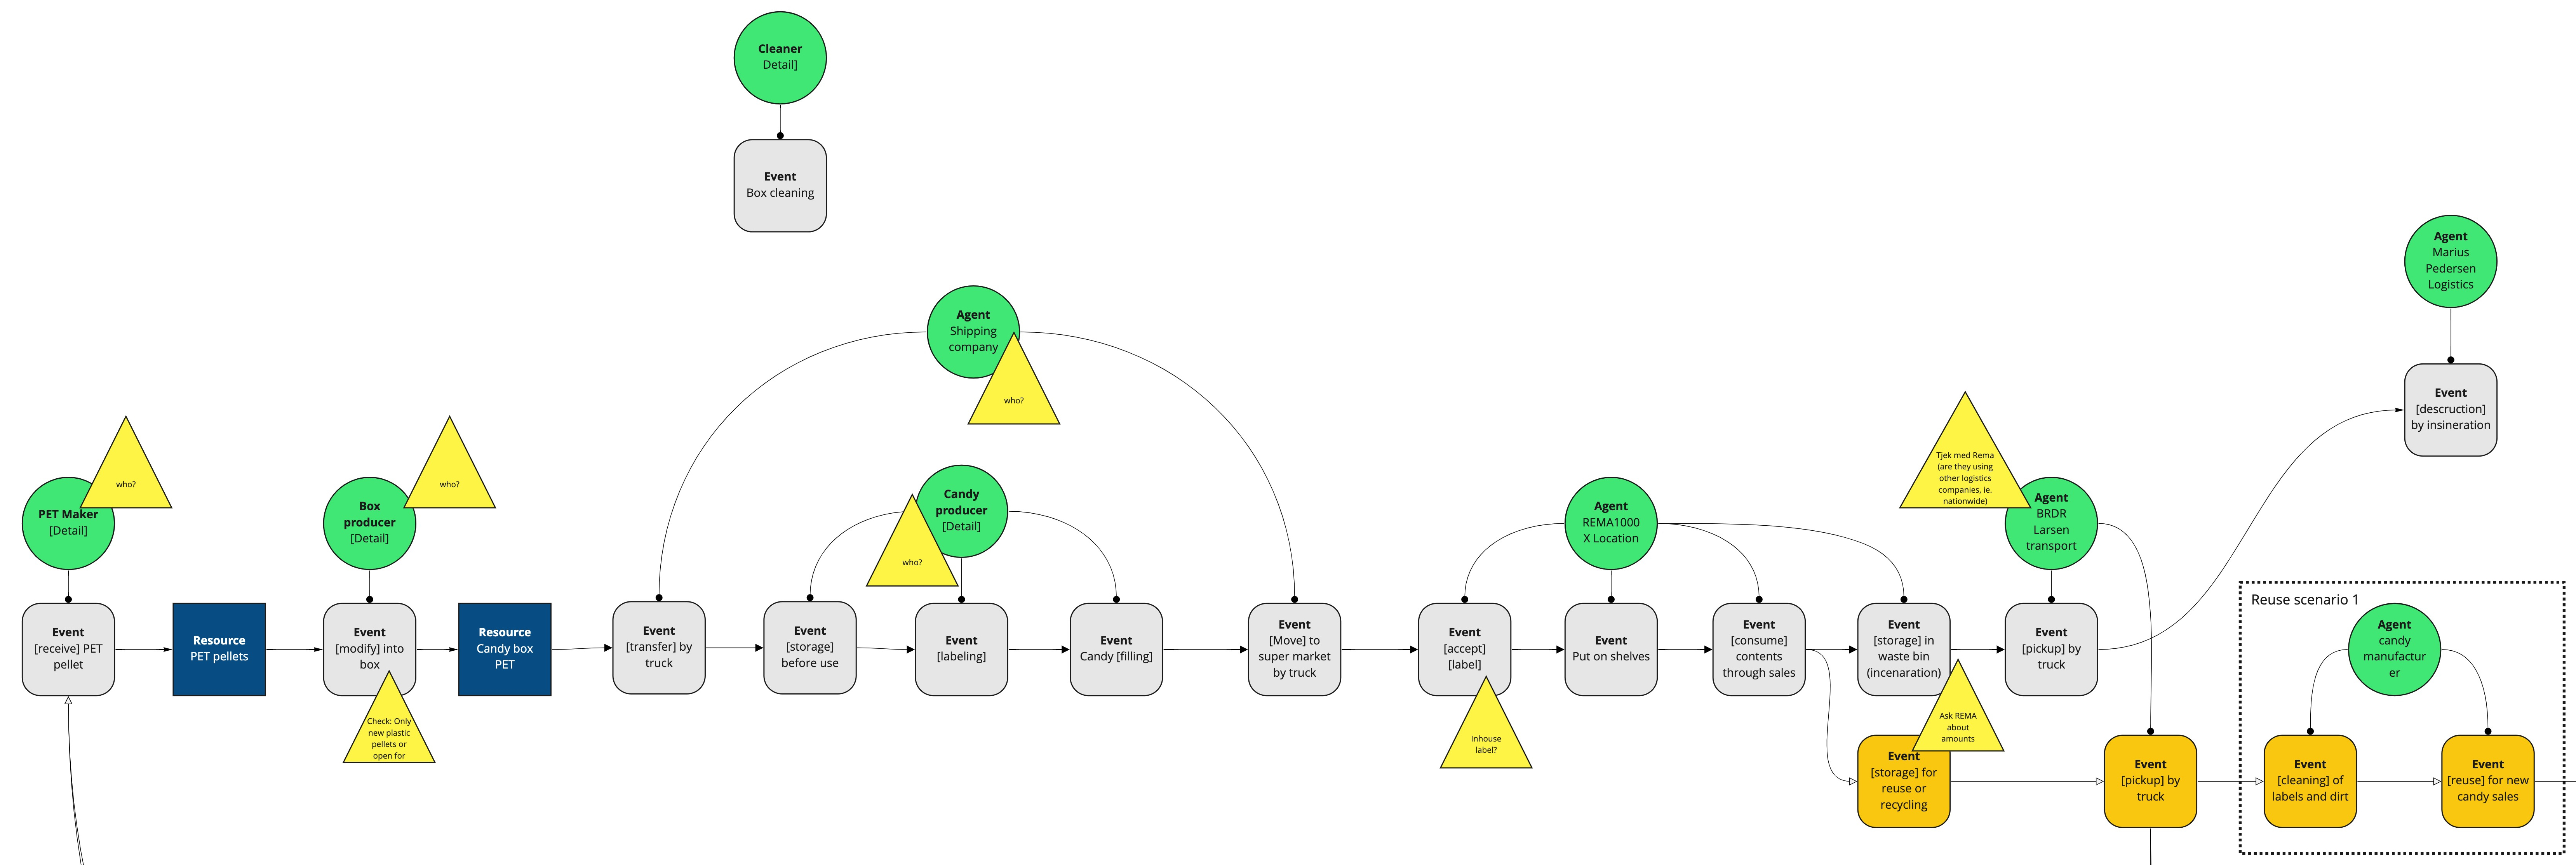 Cleaner
Detail]
Event
Box cleaning
Agent
Marius
Pedersen
Logistics
Event
[descruction]
by insineration
Agent
Shipping
company
who?
who?
PET Maker
[Detail]
who?
Box
producer
[Detail]
Candy
producer
[Detail]
who?
Agent
REMA1000
X Location
Tjek med Rema
(are they using
other logistics
companies, ie.
nationwide)
Agent
BRDR
Larsen
transport
Event
[receive] PET
pellet
Resource
PET pellets
Event
[modify] into
box
Check: Only
new plastic
pellets or
open for
Resource
Candy box
PET
Event
[transfer] by
truck
Event
[storage]
before use
Event
[labeling]
Event
Candy [filling]
Event
[Move] to
super market
by truck
Event
[accept]
[label]
Inhouse
label?
Event
Put on shelves
Event
[consume]
contents
through sales
Event
[storage] in
waste bin
(incenaration)
Ask REMA
about
amounts
Event
[pickup] by
truck
Event
[storage] for
reuse or
recycling
Event
[pickup] by
truck
Reuse scenario 1
Agent
candy
manufactur
er
Event
[cleaning] of
labels and dirt
Event
[reuse] for new
candy sales